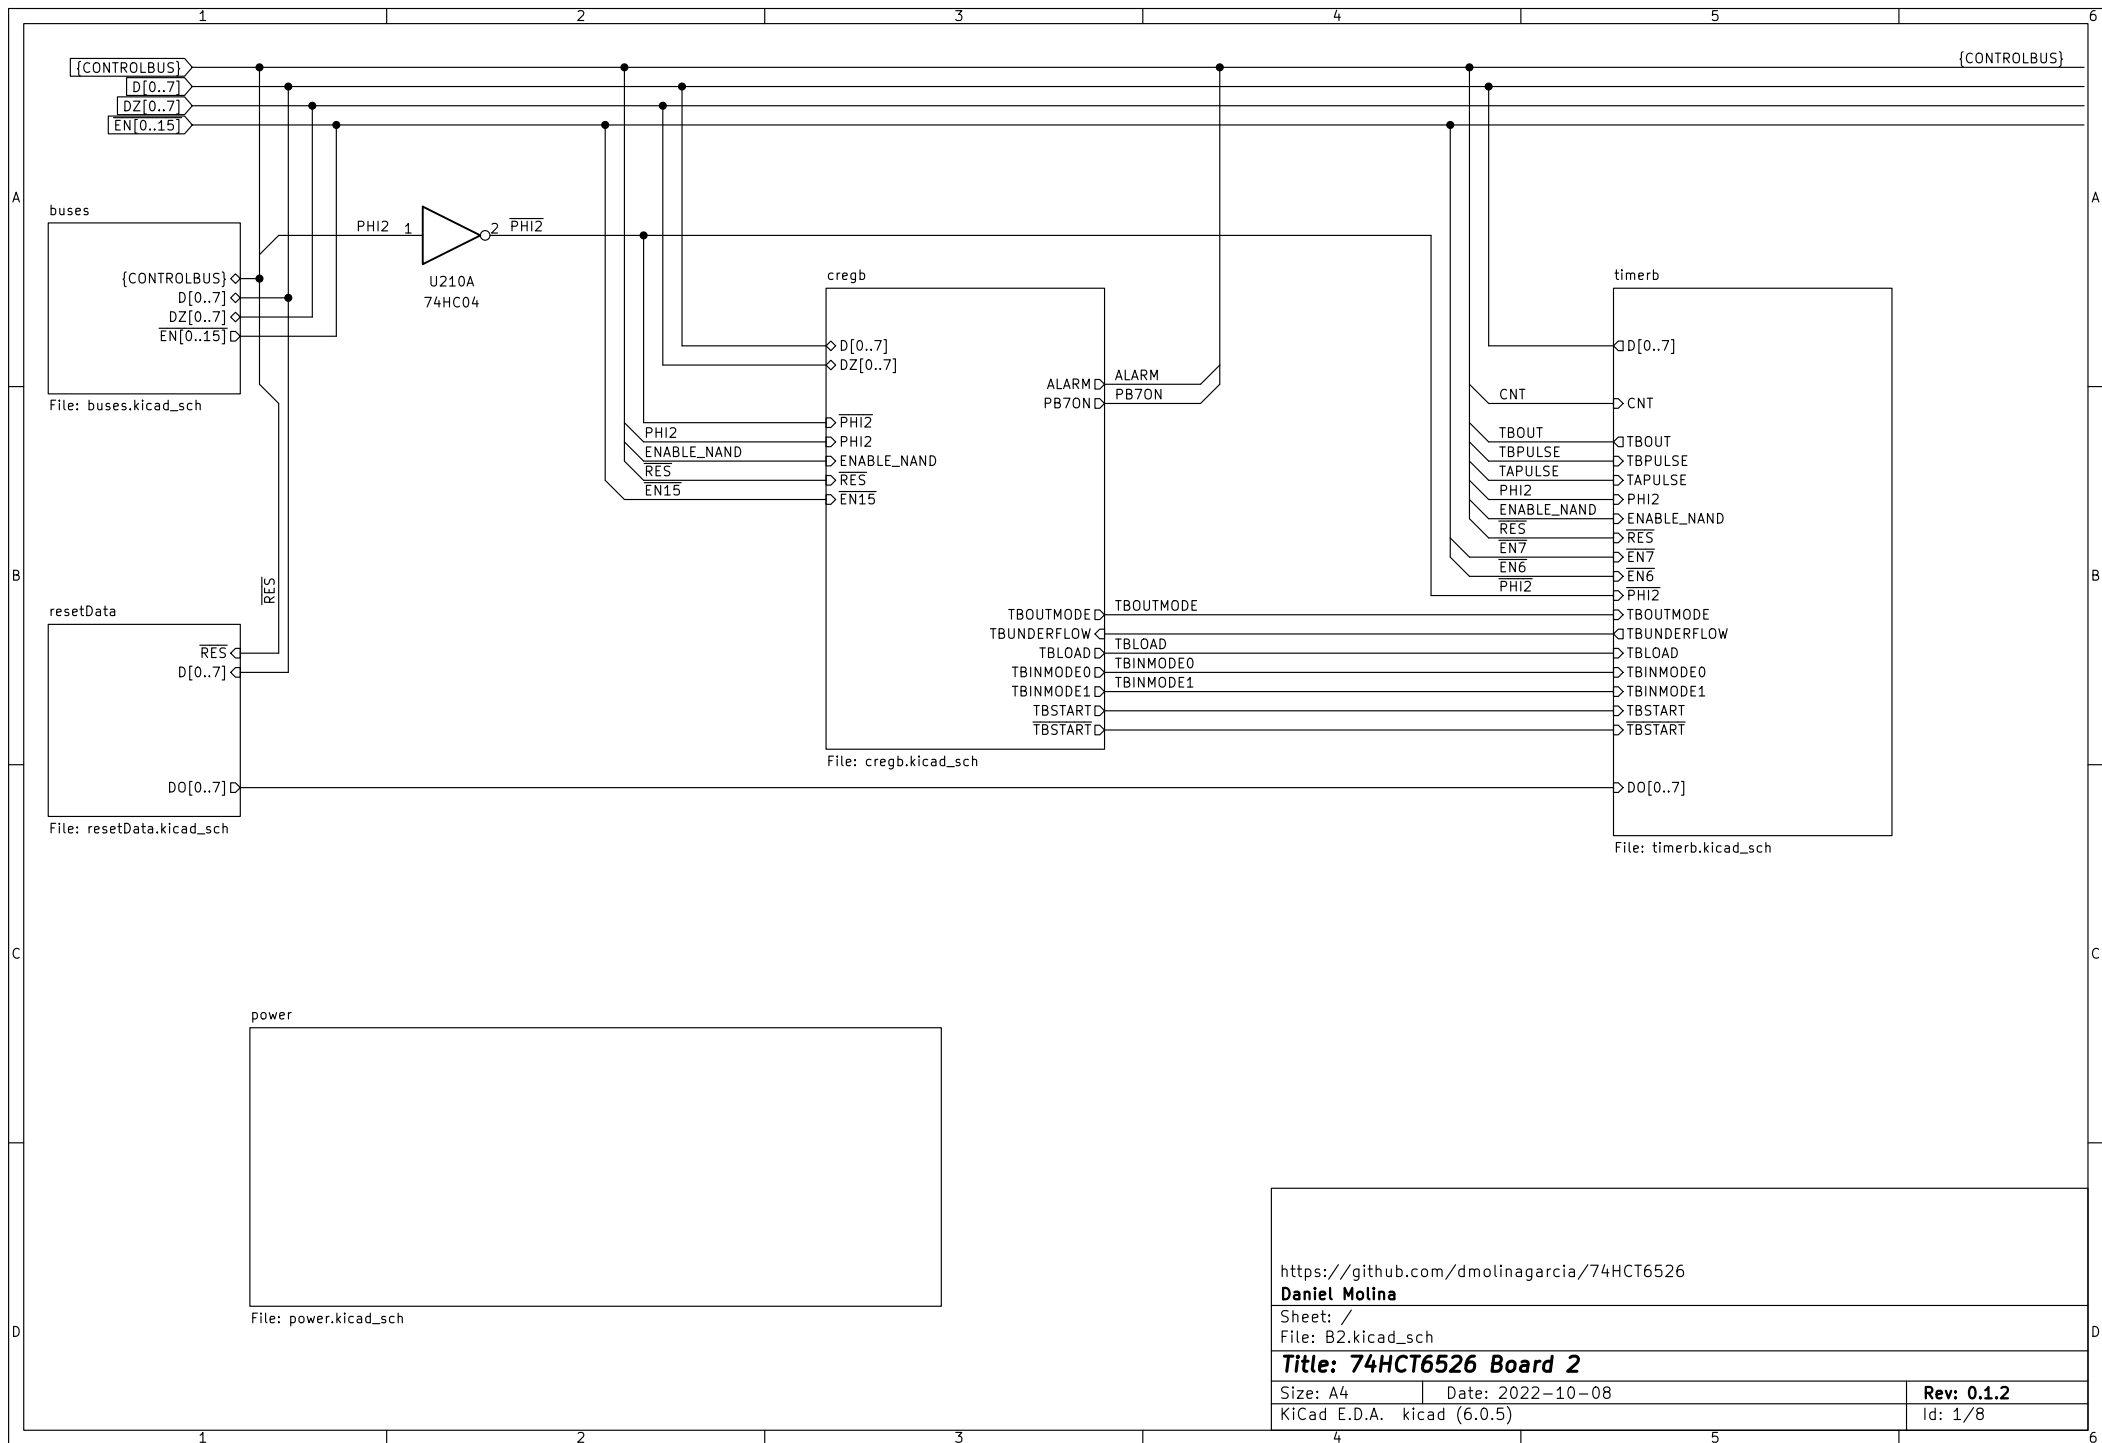 1 2 3 4 5 6
{CONTROLBUS} {CONTROLBUS}
D[0..7]
DZ[0..7]
EN[0..15]
A A
buses
{CONTROLBUS}
D[0..7]
DZ[0..7]
EN[0..15]
File: buses.kicad_sch
PHI2 1 2 PHI2
U210A
74HC04
cregb
D[0..7]
DZ[0..7]
ALARM ALARM
PB7ON PB7ON
PHI2
PHI2 PHI2
ENABLE_NAND ENABLE_NAND
RES RES
EN15 EN15
TBOUTMODE TBOUTMODE
TBUNDERFLOW
TBLOAD TBLOAD
TBINMODE0 TBINMODE0
TBINMODE1 TBINMODE1
TBSTART
TBSTART
File: cregb.kicad_sch
timerb
D[0..7]
CNT CNT
TBOUT TBOUT
TBPULSE TBPULSE
TAPULSE TAPULSE
PHI2 PHI2
ENABLE_NAND ENABLE_NAND
RES RES
EN7 EN7
EN6 EN6
PHI2 PHI2
TBOUTMODE
TBUNDERFLOW
TBLOAD
TBINMODE0
TBINMODE1
TBSTART
TBSTART
DO[0..7]
File: timerb.kicad_sch
B B
RES
resetData
RES
D[0..7]
DO[0..7]
File: resetData.kicad_sch
C C
power
File: power.kicad_sch
D D
https://github.com/dmolinagarcia/74HCT6526
Daniel Molina
Sheet: /
File: B2.kicad_sch
Title: 74HCT6526 Board 2
Size: A4 Date: 2022-10-08 Rev: 0.1.2
KiCad E.D.A. kicad (6.0.5) Id: 1/8
1 2 3 4 5 6